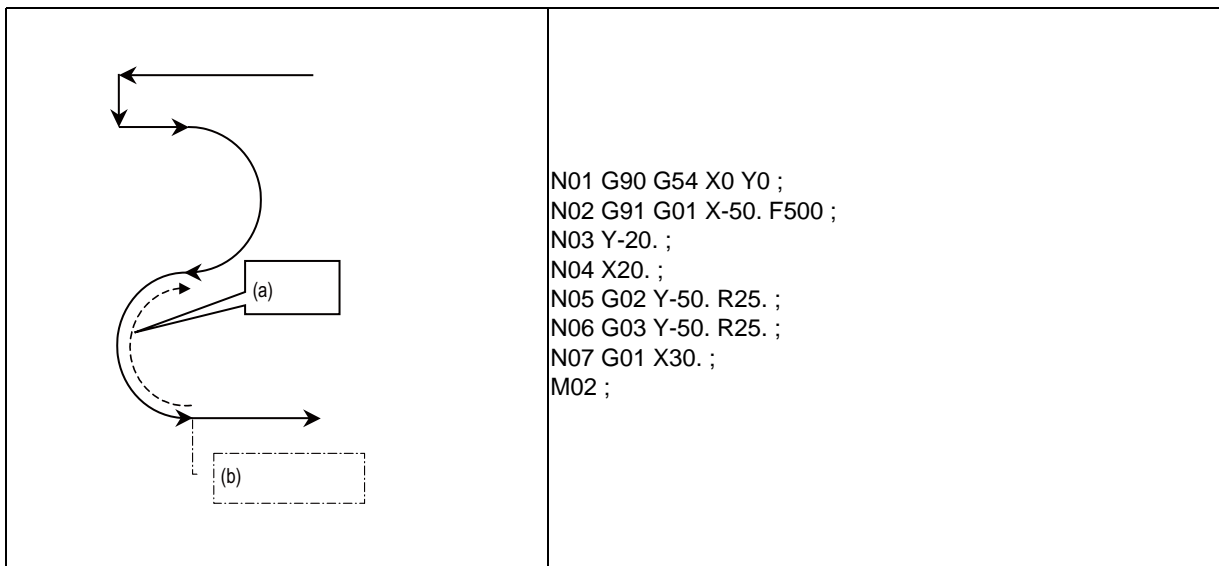 (a)
(b)
N01 G90 G54 X0 Y0 ;
N02 G91 G01 X-50. F500 ;
N03 Y-20. ;
N04 X20. ;
N05 G02 Y-50. R25. ;
N06 G03 Y-50. R25. ;
N07 G01 X30. ;
M02 ;